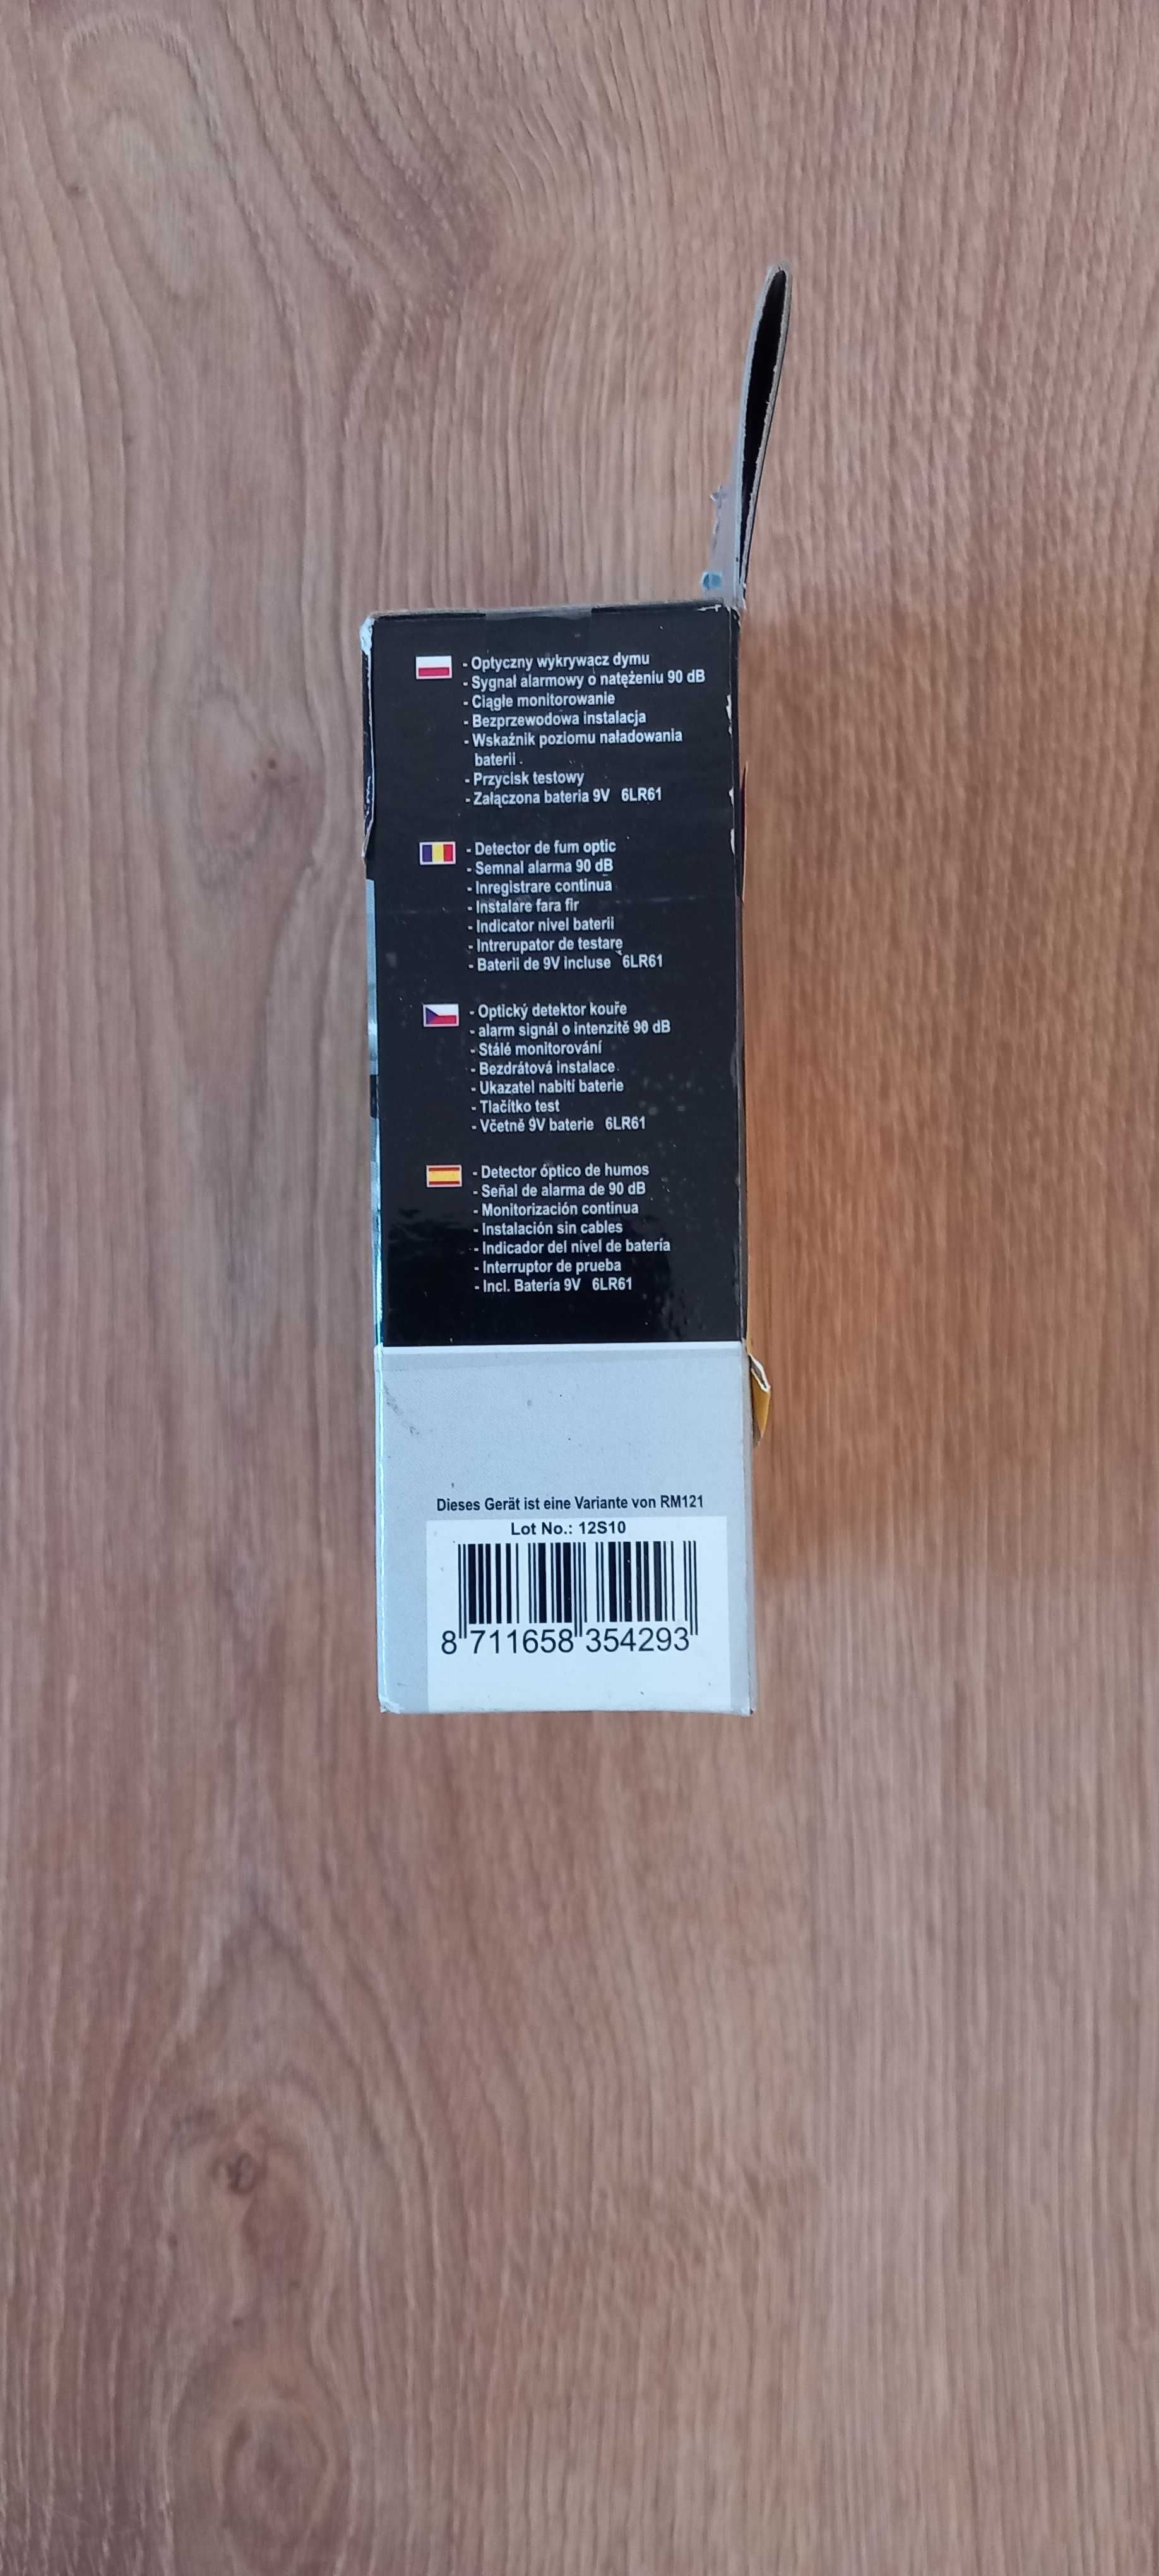 - Optyczny wykrywacz dymu
- Sygnał alarmowy o natężeniu 90 dB
- Ciągłe monitorowanie
- Bezprzewodowa instalacja
- Wskaźnik poziomu naładowania
baterii
- Przycisk testowy
- Załączona bateria 9V 6LR61
- Detector de fum optic
- Semnal alarma 90 dB
- Inregistrare continua
- Instalare fara fir
- Indicator nivel baterii
- Intrerupator de testare
- Baterii de 9V incluse 6LR61
- Optický detektor kouře
- alarm signál o intenzitě 90 dB
- Stálé monitorování
- Bezdrátová instalace
- Ukazatel nabití baterie
- Tlačítko test
- Včetně 9V baterie 6LR61
- Detector óptico de humos
- Señal de alarma de 90 dB
- Monitorización continua
- Instalación sin cables
- Indicador del nivel de batería
- Interruptor de prueba
- Incl. Batería 9V 6LR61
Dieses Gerät ist eine Variante von RM121
Lot No.: 12S10
8 711658 354293